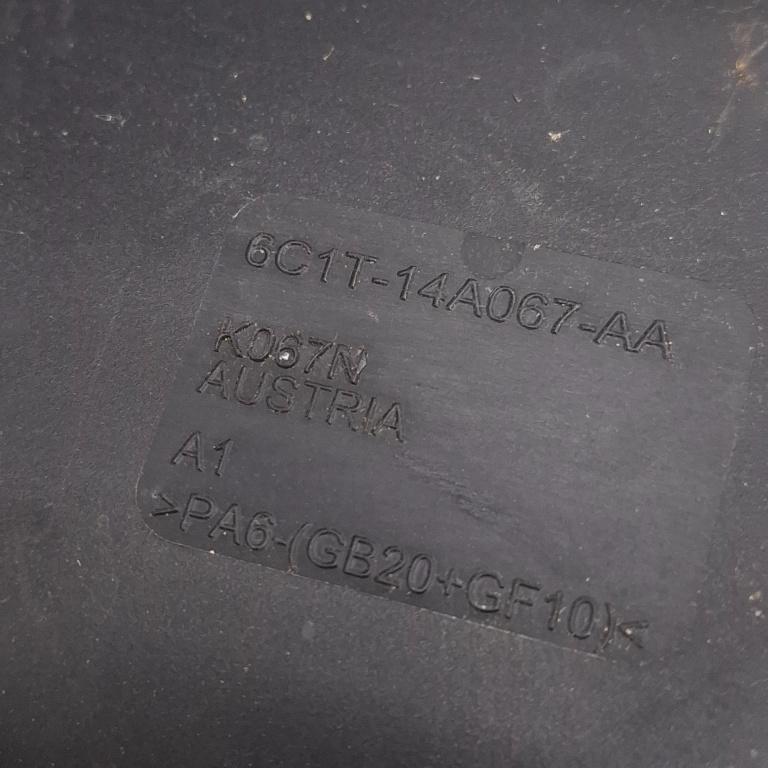 6C1T-14A067-AA
K067N
AUSTRIA
A1
>PA6-(GB20+GF10)<